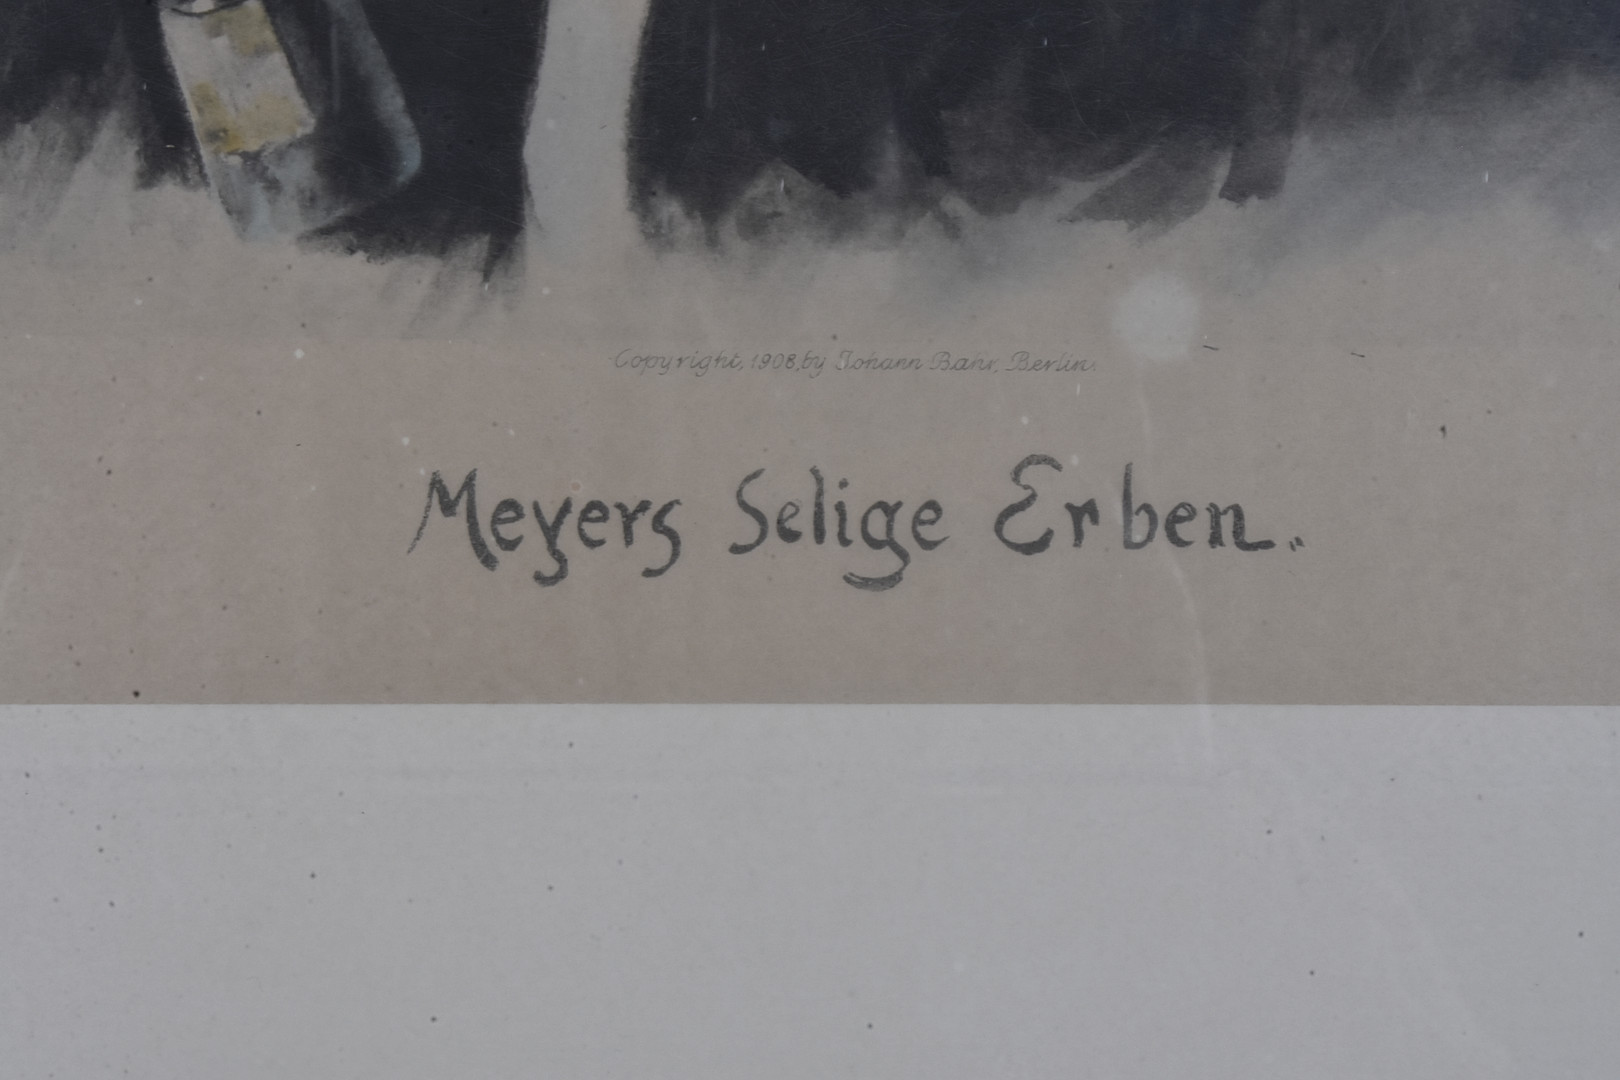 Copyright, 1908, by Johann Bahr, Berlin.
Meyers Selige Erben.